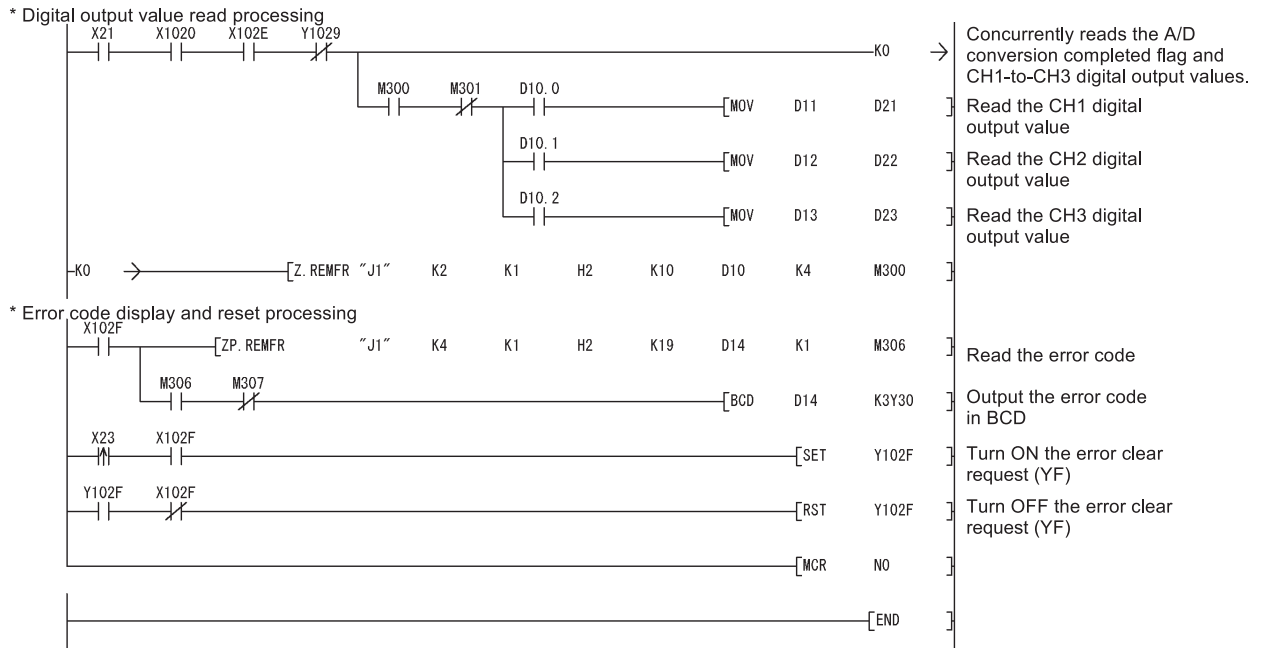 * Digital output value read processing
X21 X1020 X102E Y1029
K0
Concurrently reads the A/D
conversion completed flag and
CH1-to-CH3 digital output values.
M300 M301 D10. 0
MOV D11 D21
Read the CH1 digital
output value
D10. 1
MOV D12 D22
Read the CH2 digital
output value
D10. 2
MOV D13 D23
Read the CH3 digital
output value
K0
Z. REMFR "J1" K2 K1 H2 K10 D10 K4 M300
* Error code display and reset processing
X102F
ZP. REMFR "J1" K4 K1 H2 K19 D14 K1 M306
Read the error code
M306 M307
BCD D14 K3Y30
Output the error code
in BCD
X23 X102F
SET Y102F
Turn ON the error clear
request (YF)
Y102F X102F
RST Y102F
Turn OFF the error clear
request (YF)
MCR N0
END